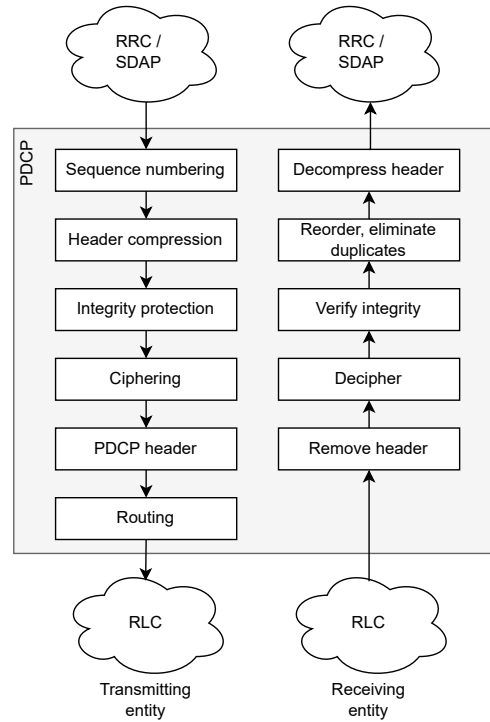 RRC /
SDAP
RRC /
SDAP
PDCP
Sequence numbering
Decompress header
Header compression
Reorder, eliminate
duplicates
Integrity protection
Verify integrity
Ciphering
Decipher
PDCP header
Remove header
Routing
RLC
RLC
Transmitting
entity
Receiving
entity